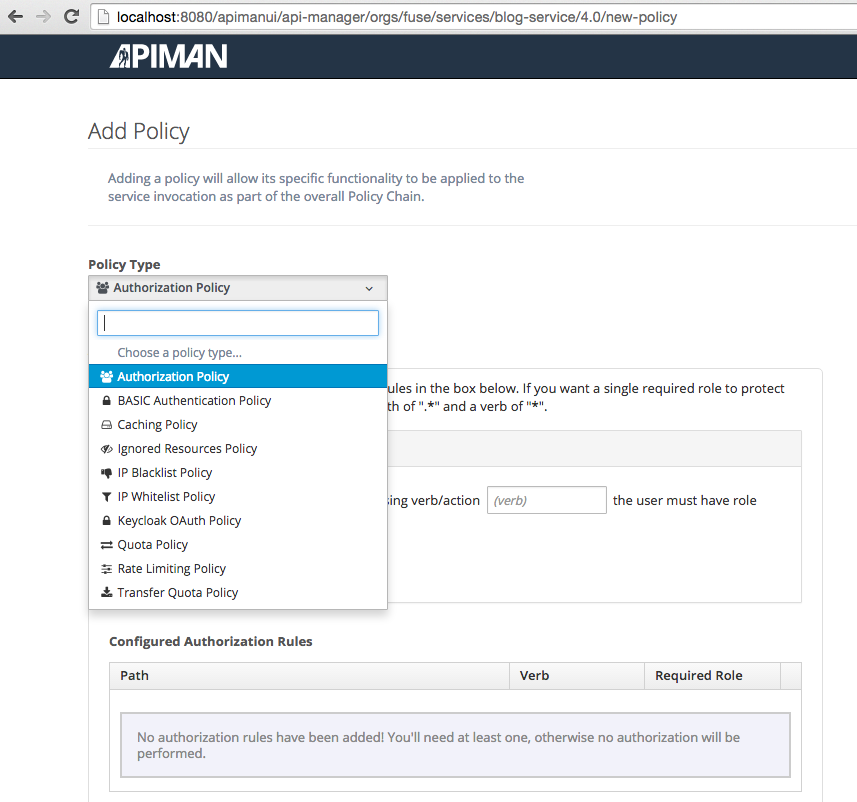 localhost:8080/apimanui/api-manager/orgs/fuse/services/blog-service/4.0/new-policy
APIMAN
Add Policy
Adding a policy will allow its specific functionality to be applied to the
service invocation as part of the overall Policy Chain.
Policy Type
Authorization Policy
Choose a policy type...
Authorization Policy
BASIC Authentication Policy
Caching Policy
Ignored Resources Policy
IP Blacklist Policy
IP Whitelist Policy
Keycloak OAuth Policy
Quota Policy
Rate Limiting Policy
Transfer Quota Policy
ules in the box below. If you want a single required role to protect
th of ".*" and a verb of "*".
sing verb/action (verb) the user must have role
Configured Authorization Rules
Path Verb Required Role
No authorization rules have been added! You'll need at least one, otherwise no authorization will be
performed.